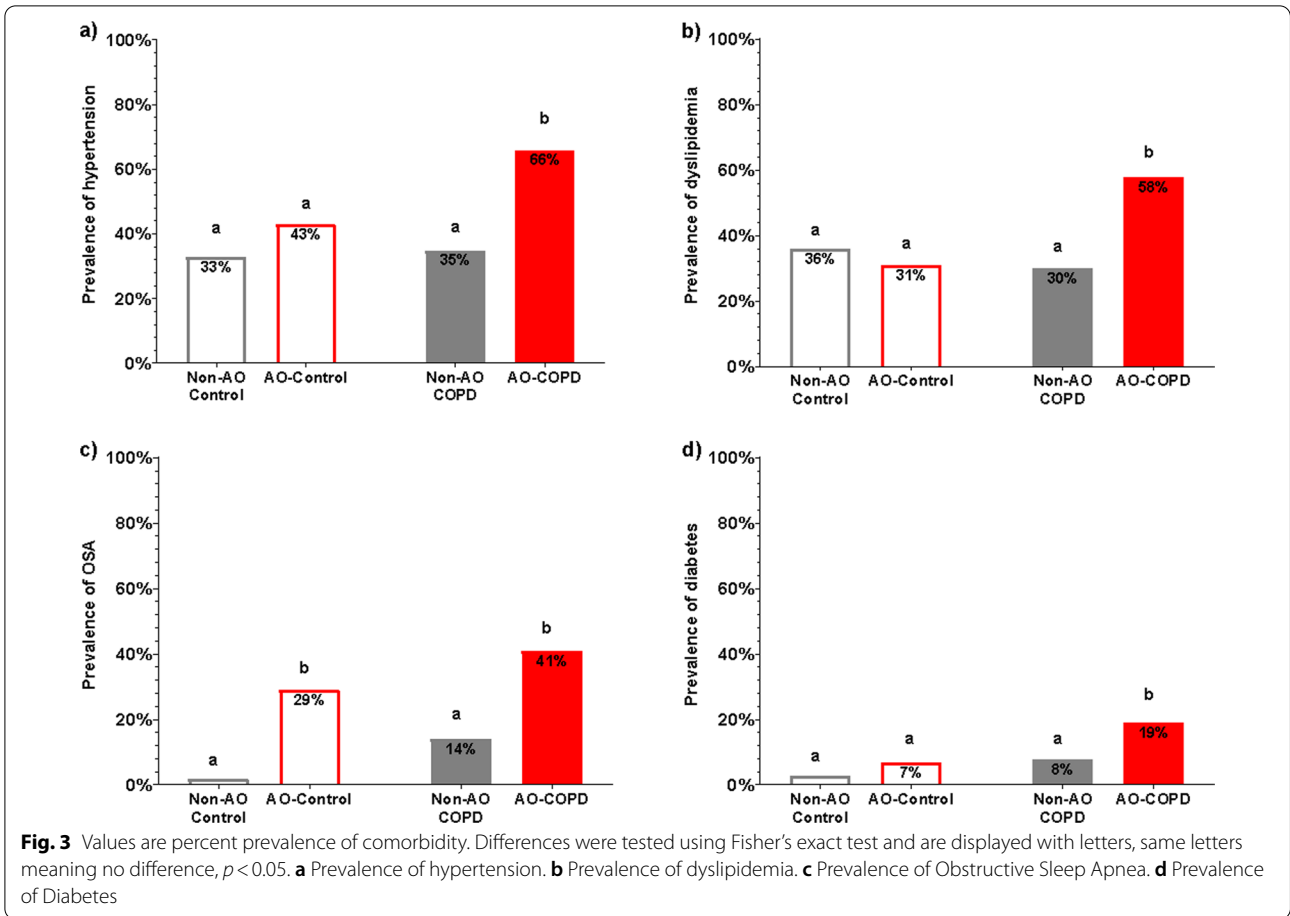 a)
100%
80%
60%
40%
20%
0%
Prevalence of hypertension
a
33%
a
43%
a
35%
b
66%
Non-AO Control
AO-Control
Non-AO COPD
AO-COPD
b)
100%
80%
60%
40%
20%
0%
Prevalence of dyslipidemia
a
36%
a
31%
a
30%
b
58%
Non-AO Control
AO-Control
Non-AO COPD
AO-COPD
c)
100%
80%
60%
40%
20%
0%
Prevalence of OSA
a
b
29%
a
14%
b
41%
Non-AO Control
AO-Control
Non-AO COPD
AO-COPD
d)
100%
80%
60%
40%
20%
0%
Prevalence of diabetes
a
a
7%
a
8%
b
19%
Non-AO Control
AO-Control
Non-AO COPD
AO-COPD
Fig. 3 Values are percent prevalence of comorbidity. Differences were tested using Fisher’s exact test and are displayed with letters, same letters
meaning no difference, p < 0.05. a Prevalence of hypertension. b Prevalence of dyslipidemia. c Prevalence of Obstructive Sleep Apnea. d Prevalence
of Diabetes